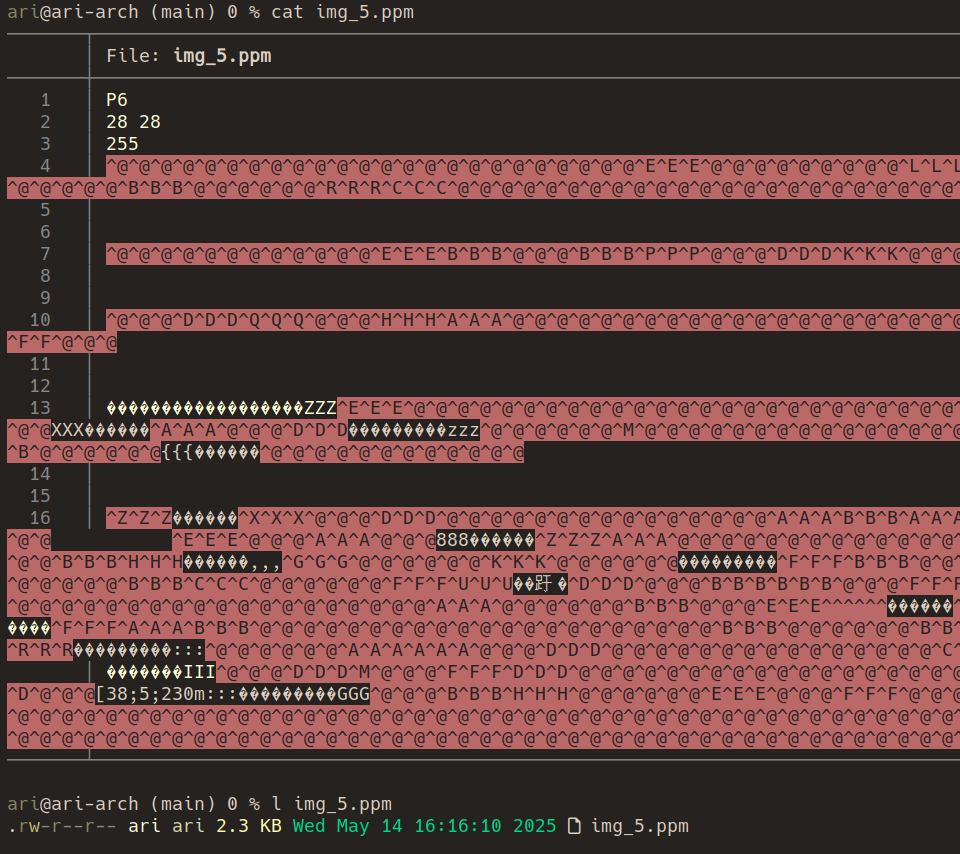 ari@ari-arch (main) 0 % cat img_5.ppm
File: img_5.ppm
1 P6
2 28 28
3 255
4 ^@^@^@^@^@^@^@^@^@^@^@^@^@^@^@^@^@^@^@^@^@^@^@^@^E^E^E^@^@^@^@^@^@^@^@^@^L^L^L
^@^@^@^@^@^B^B^B^@^@^@^@^@^@^R^R^R^C^C^C^@^@^@^@^@^@^@^@^@^@^@^@^@^@^@^@^@^@^@^@^@^@^@^
5
6
7 ^@^@^@^@^@^@^@^@^@^@^@^@^E^E^E^B^B^B^@^@^@^B^B^B^P^P^P^@^@^@^D^D^D^K^K^K^@^@^@
8
9
10 ^@^@^@^D^D^D^Q^Q^Q^@^@^@^H^H^H^A^A^A^@^@^@^@^@^@^@^@^@^@^@^@^@^@^@^@^@^@^@^@^@
^F^F^@^@^@
11
12
13 ������������������ZZZ^E^E^E^@^@^@^@^@^@^@^@^@^@^@^@^@^@^@^@^@^@^@^@^@^@^@^@^@^
^@^@XXX������^A^A^A^@^@^@^D^D^D���������zzz^@^@^@^@^@^@^M^@^@^@^@^@^@^@^@^@^@^@^@^@^@^@
^B^@^@^@^@^@^@{{{������^@^@^@^@^@^@^@^@^@^@^@^@
14
15
16 ^Z^Z^Z������^X^X^X^@^@^@^D^D^D^@^@^@^@^@^@^@^@^@^@^@^@^@^@^@^A^A^A^B^B^B^A^A^A
^@^@           ^E^E^E^@^@^@^A^A^A^@^@^@888������^Z^Z^Z^A^A^A^@^@^@^@^@^@^@^@^@^@^@^@^@^
^@^@^B^B^B^H^H^H������,,,^G^G^G^@^@^@^@^@^@^K^K^K^@^@^@^@^@^@���������^F^F^F^B^B^B^@^@^
^@^@^@^@^@^B^B^B^C^C^C^@^@^@^@^@^@^F^F^F^U^U^U��趶 �^D^D^D^@^@^@^B^B^B^B^B^B^@^@^@^F^F^F
^@^@^@^@^@^@^@^@^@^@^@^@^@^@^@^@^@^@^@^A^A^A^@^@^@^@^@^@^B^B^B^@^@^@^E^E^E^^^^^^������^
����^F^F^F^A^A^A^B^B^B^@^@^@^@^@^@^@^@^@^@^@^@^@^@^@^@^@^@^@^@^@^B^B^B^@^@^@^@^@^@^B^B^
^R^R^R���������:::^@^@^@^@^@^@^A^A^A^A^A^A^@^@^@^D^D^D^@^@^@^@^@^@^@^@^@^@^@^@^@^@^@^C^
�������III^@^@^@^D^D^D^M^@^@^@^F^F^F^D^D^D^@^@^@^@^@^@^@^@^@^@^@^@^@^@^@^@^@^@
^D^@^@^@[38;5;230m:::���������GGG^@^@^@^B^B^B^H^H^H^@^@^@^@^@^@^E^E^E^@^@^@^F^F^F^@^@^@
^@^@^@^@^@^@^@^@^@^@^@^@^@^@^@^@^@^@^@^@^@^@^@^@^@^@^@^@^@^@^@^@^@^@^@^@^@^@^@^@^@^@^@^
^@^@^@^@^@^@^@^@^@^@^@^@^@^@^@^@^@^@^@^@^@^@^@^@^@^@^@^@^@^@^@^@^@^@^@^@^@^@^@^@^@^@^@^
ari@ari-arch (main) 0 % l img_5.ppm
.rw-r--r-- ari ari 2.3 KB Wed May 14 16:16:10 2025 img_5.ppm